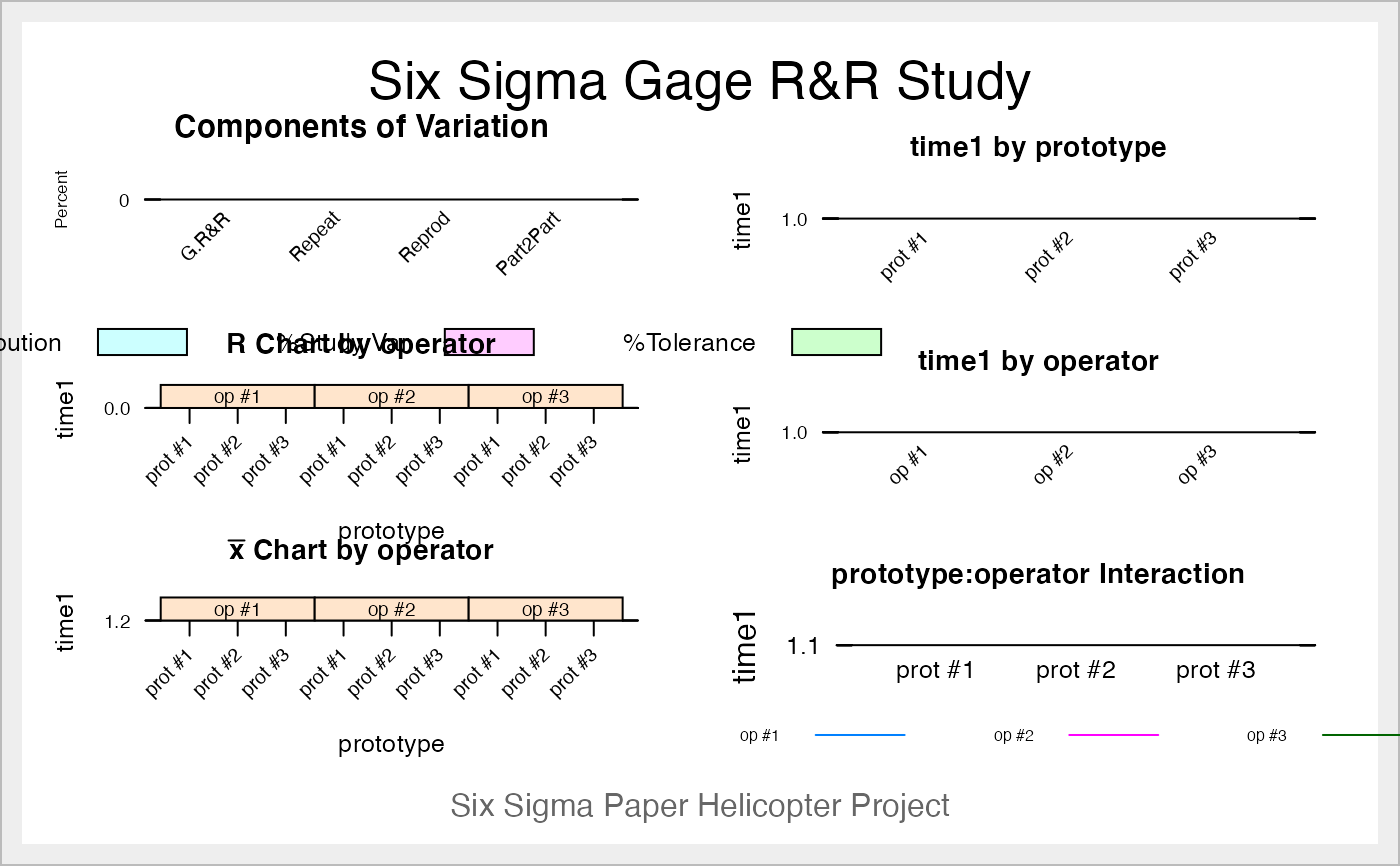 Six Sigma Gage R&R Study
Components of Variation
Percent
0
G.R&R
Repeat
Reprod
Part2Part
%Study Var
%Tolerance
R Chart by operator
time1
0.0
op #1
op #2
op #3
prot #1
prot #2
prot #3
prot #1
prot #2
prot #3
prot #1
prot #2
prot #3
prototype
x̅ Chart by operator
time1
1.2
op #1
op #2
op #3
prot #1
prot #2
prot #3
prot #1
prot #2
prot #3
prot #1
prot #2
prot #3
prototype
time1 by prototype
time1
1.0
prot #1
prot #2
prot #3
time1 by operator
time1
1.0
op #1
op #2
op #3
prototype:operator Interaction
time1
1.1
prot #1
prot #2
prot #3
op #1
op #2
op #3
Six Sigma Paper Helicopter Project